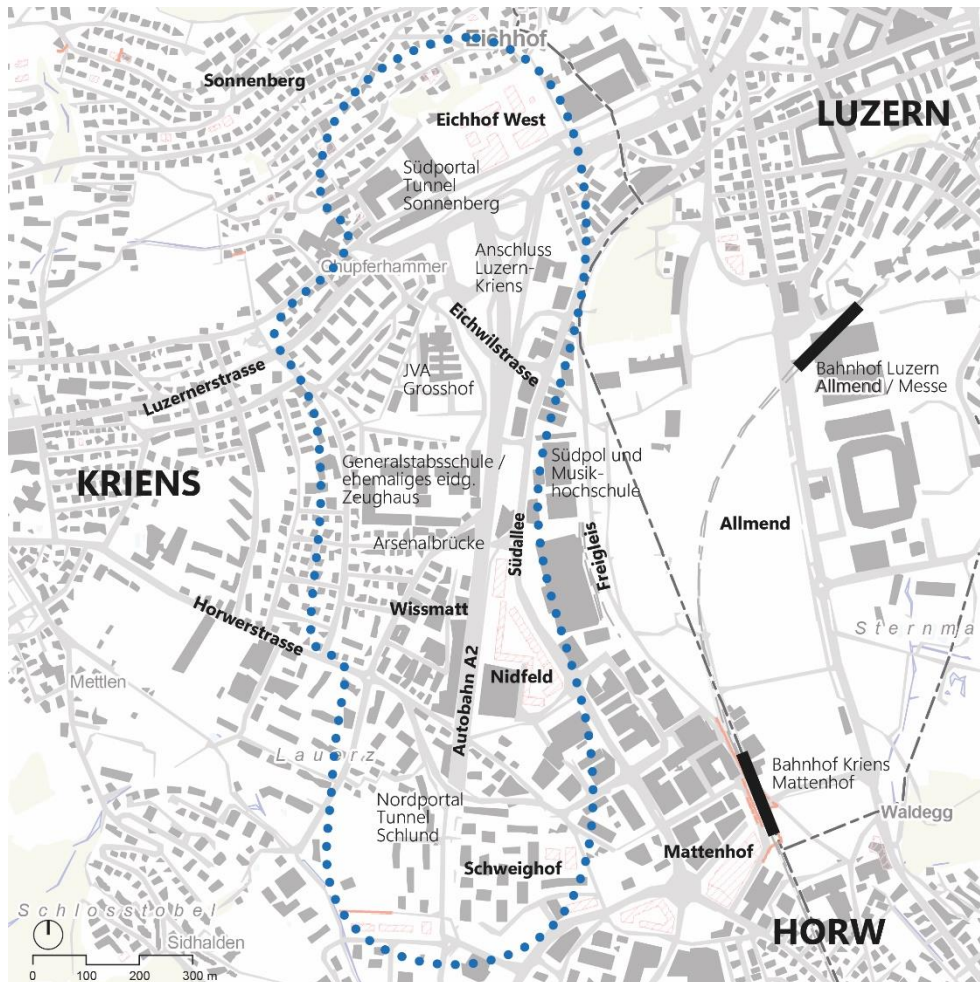 Eichhof
Sonnenberg
LUZERN
Eichhof West
Südportal
Tunnel
Sonnenberg
Anschluss
Luzern-
Kriens
Chupferhammer
Eichwilstrasse
Bahnhof Luzern
Allmend / Messe
JVA
Grosshof
Luzernerstrasse
KRIENS
Generalstabsschule /
ehemaliges eidg.
Zeughaus
Südpol und
Musik-
hochschule
Allmend
Arsenalbrücke
Südallee
Freigleis
Wissmatt
Horwerstrasse
Sternma
Mettlen
Nidfeld
Autobahn A2
Lauerz
Bahnhof Kriens
Mattenhof
Nordportal
Tunnel
Schlund
Waldegg
Mattenhof
Schweighof
Schlosstobel
Sidhalden
HORW
0 100 200 300 m